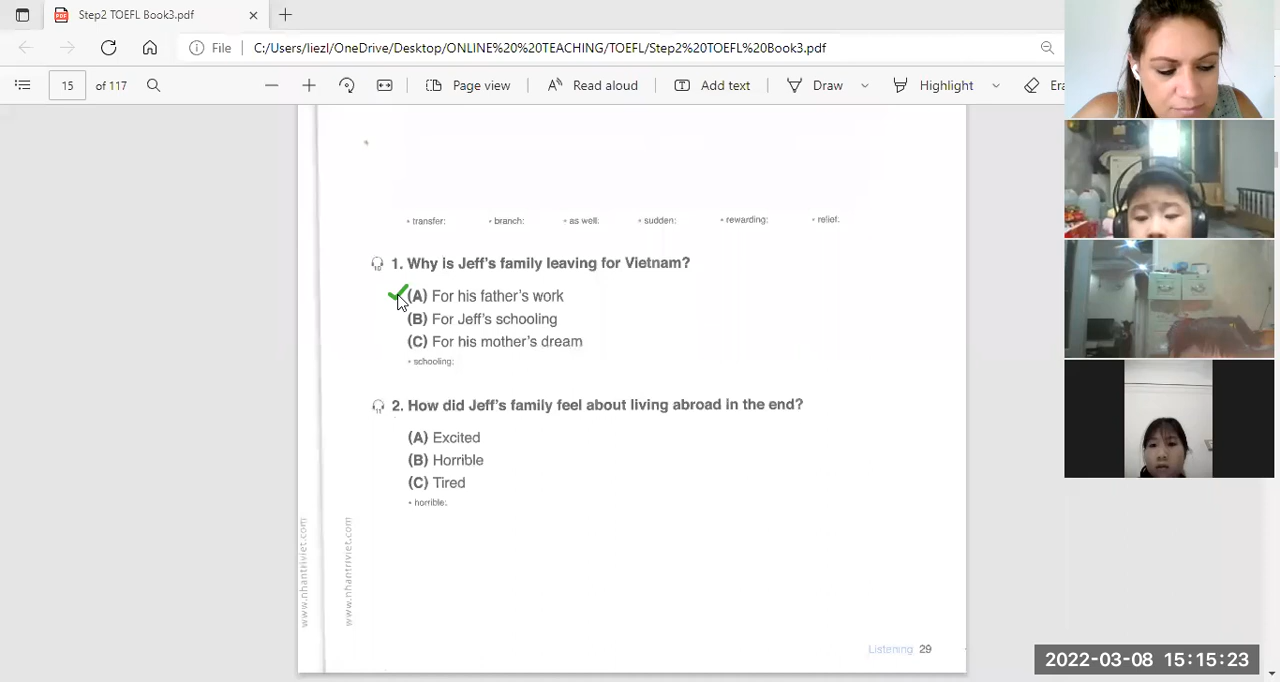 Step2 TOEFL Book3.pdf
File
C:/Users/liezl/OneDrive/Desktop/ONLINE%20%20TEACHING/TOEFL/Step2%20TOEFL%20Book3.pdf
15 of 117
Page view
Read aloud
Add text
Draw
Highlight
Era
• transfer: • branch: • as well: • sudden: • rewarding: • relief:
1. Why is Jeff's family leaving for Vietnam?
(A) For his father's work
(B) For Jeff's schooling
(C) For his mother's dream
• schooling:
2. How did Jeff's family feel about living abroad in the end?
(A) Excited
(B) Horrible
(C) Tired
• horrible:
www.nhantriviet.com
www.nhantriviet.com
Listening 29
2022-03-08 15:15:23